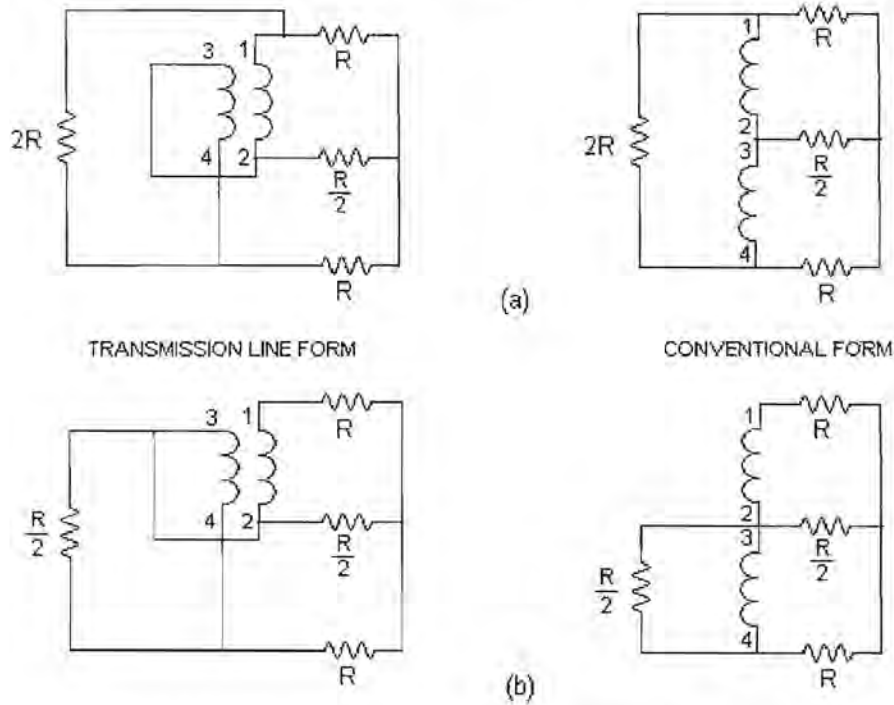 3 1 R
2R
4 2 R/2
R
1 R
2R
2
3 R/2
4 R
(a)
TRANSMISSION LINE FORM
CONVENTIONAL FORM
3 1 R
R/2
4 2 R/2
R
1 R
2
3 R/2
R/2
4 R
(b)